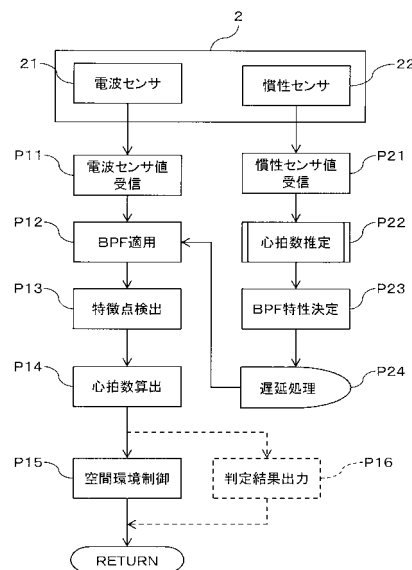 2
21
電波センサ
22
慣性センサ
P11
電波センサ値
受信
P21
慣性センサ値
受信
P12
BPF適用
P22
心拍数推定
P13
特徴点検出
P23
BPF特性決定
P14
心拍数算出
遅延処理
P24
P15
空間環境制御
判定結果出力
P16
RETURN